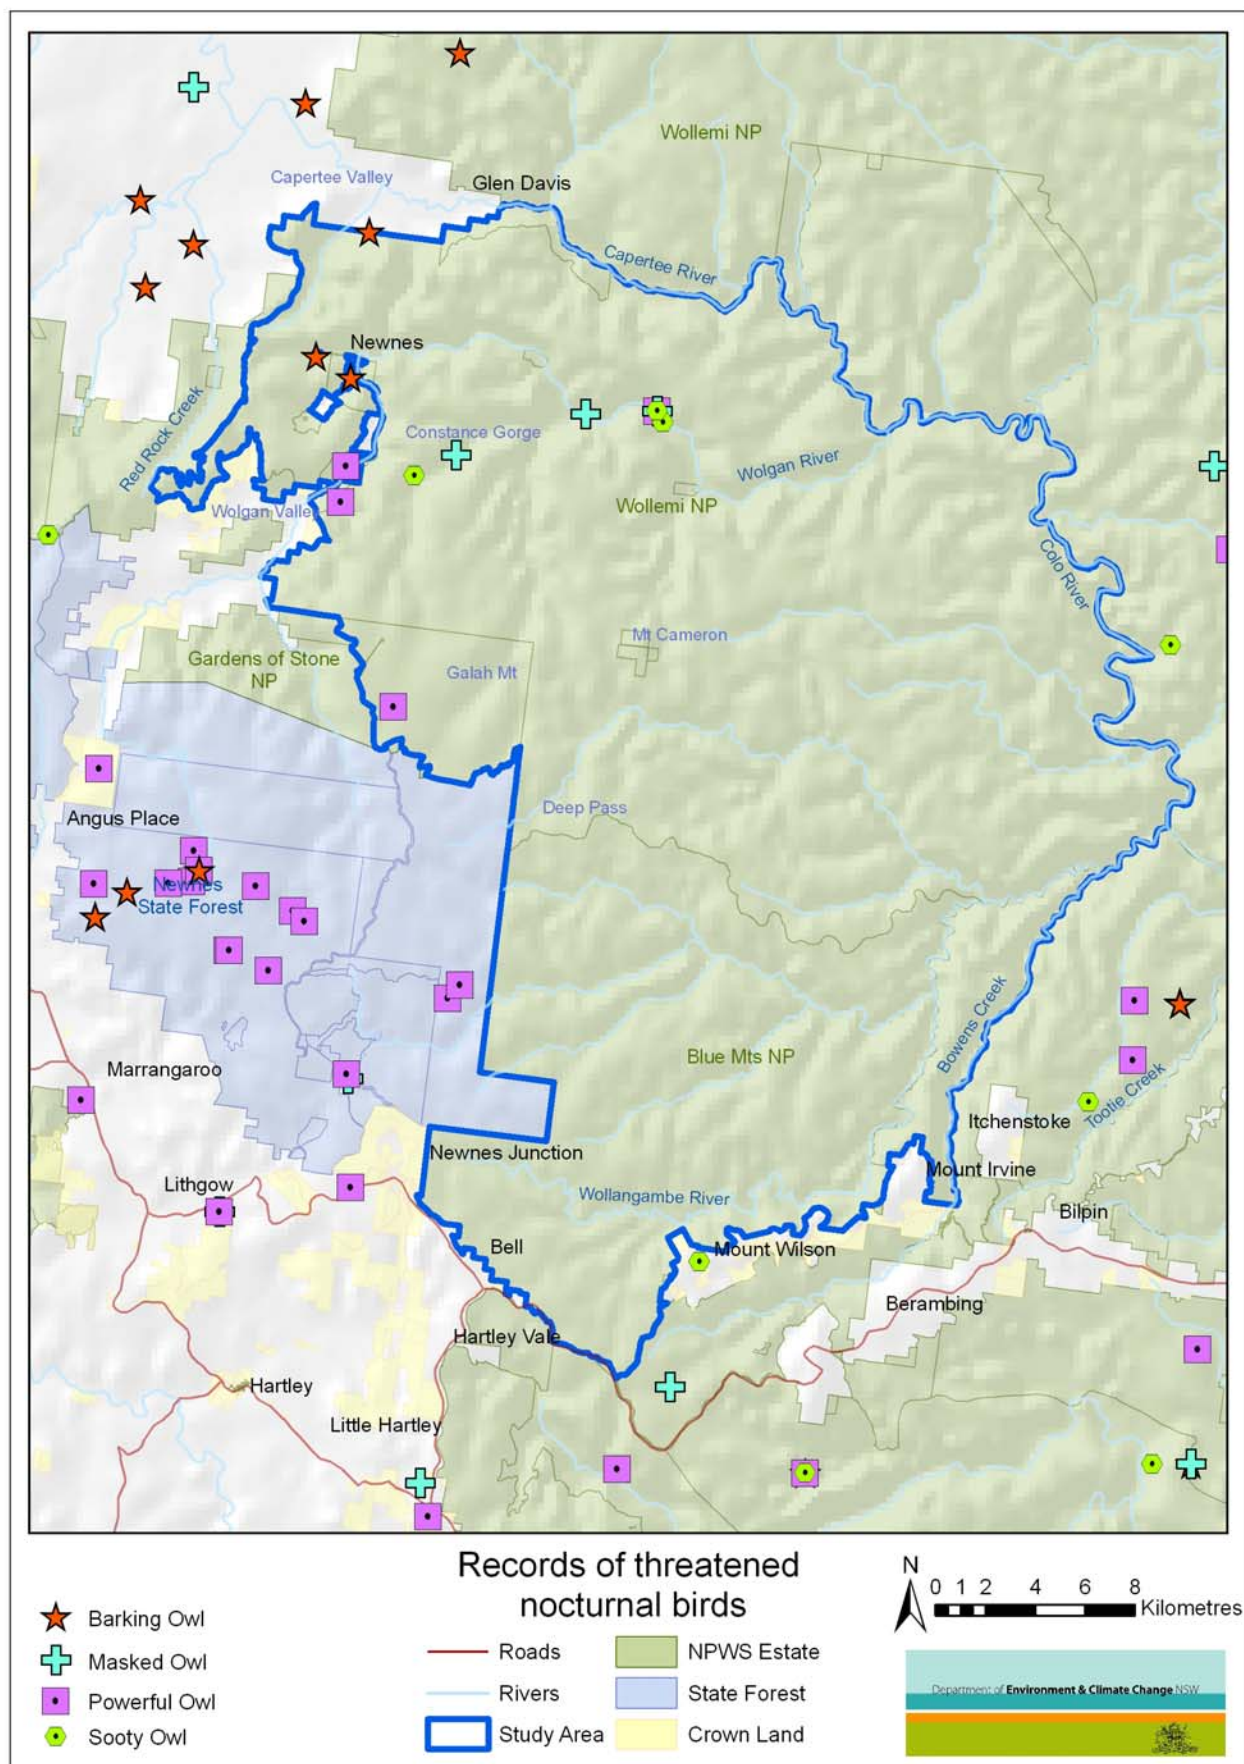 Wollemi NP
Capertee Valley
Glen Davis
Capertee River
Newnes
Red Rock Creek
Constance Gorge
Wolgan River
Wollemi NP
Wolgan Valley
Colo River
Mt Cameron
Gardens of Stone
NP
Galah Mt
Deep Pass
Angus Place
Newnes
State Forest
Bowens Creek
Blue Mts NP
Marrangaroo
Tootie Creek
Itchenstoke
Newnes Junction
Mount Irvine
Lithgow
Wollangambe River
Bilpin
Bell
Mount Wilson
Berambing
Hartley Vale
Hartley
Little Hartley
Records of threatened
nocturnal birds
Barking Owl
Masked Owl
Powerful Owl
Sooty Owl
Roads
Rivers
Study Area
NPWS Estate
State Forest
Crown Land
N
0 1 2 4 6 8
Kilometres
Department of Environment & Climate Change NSW